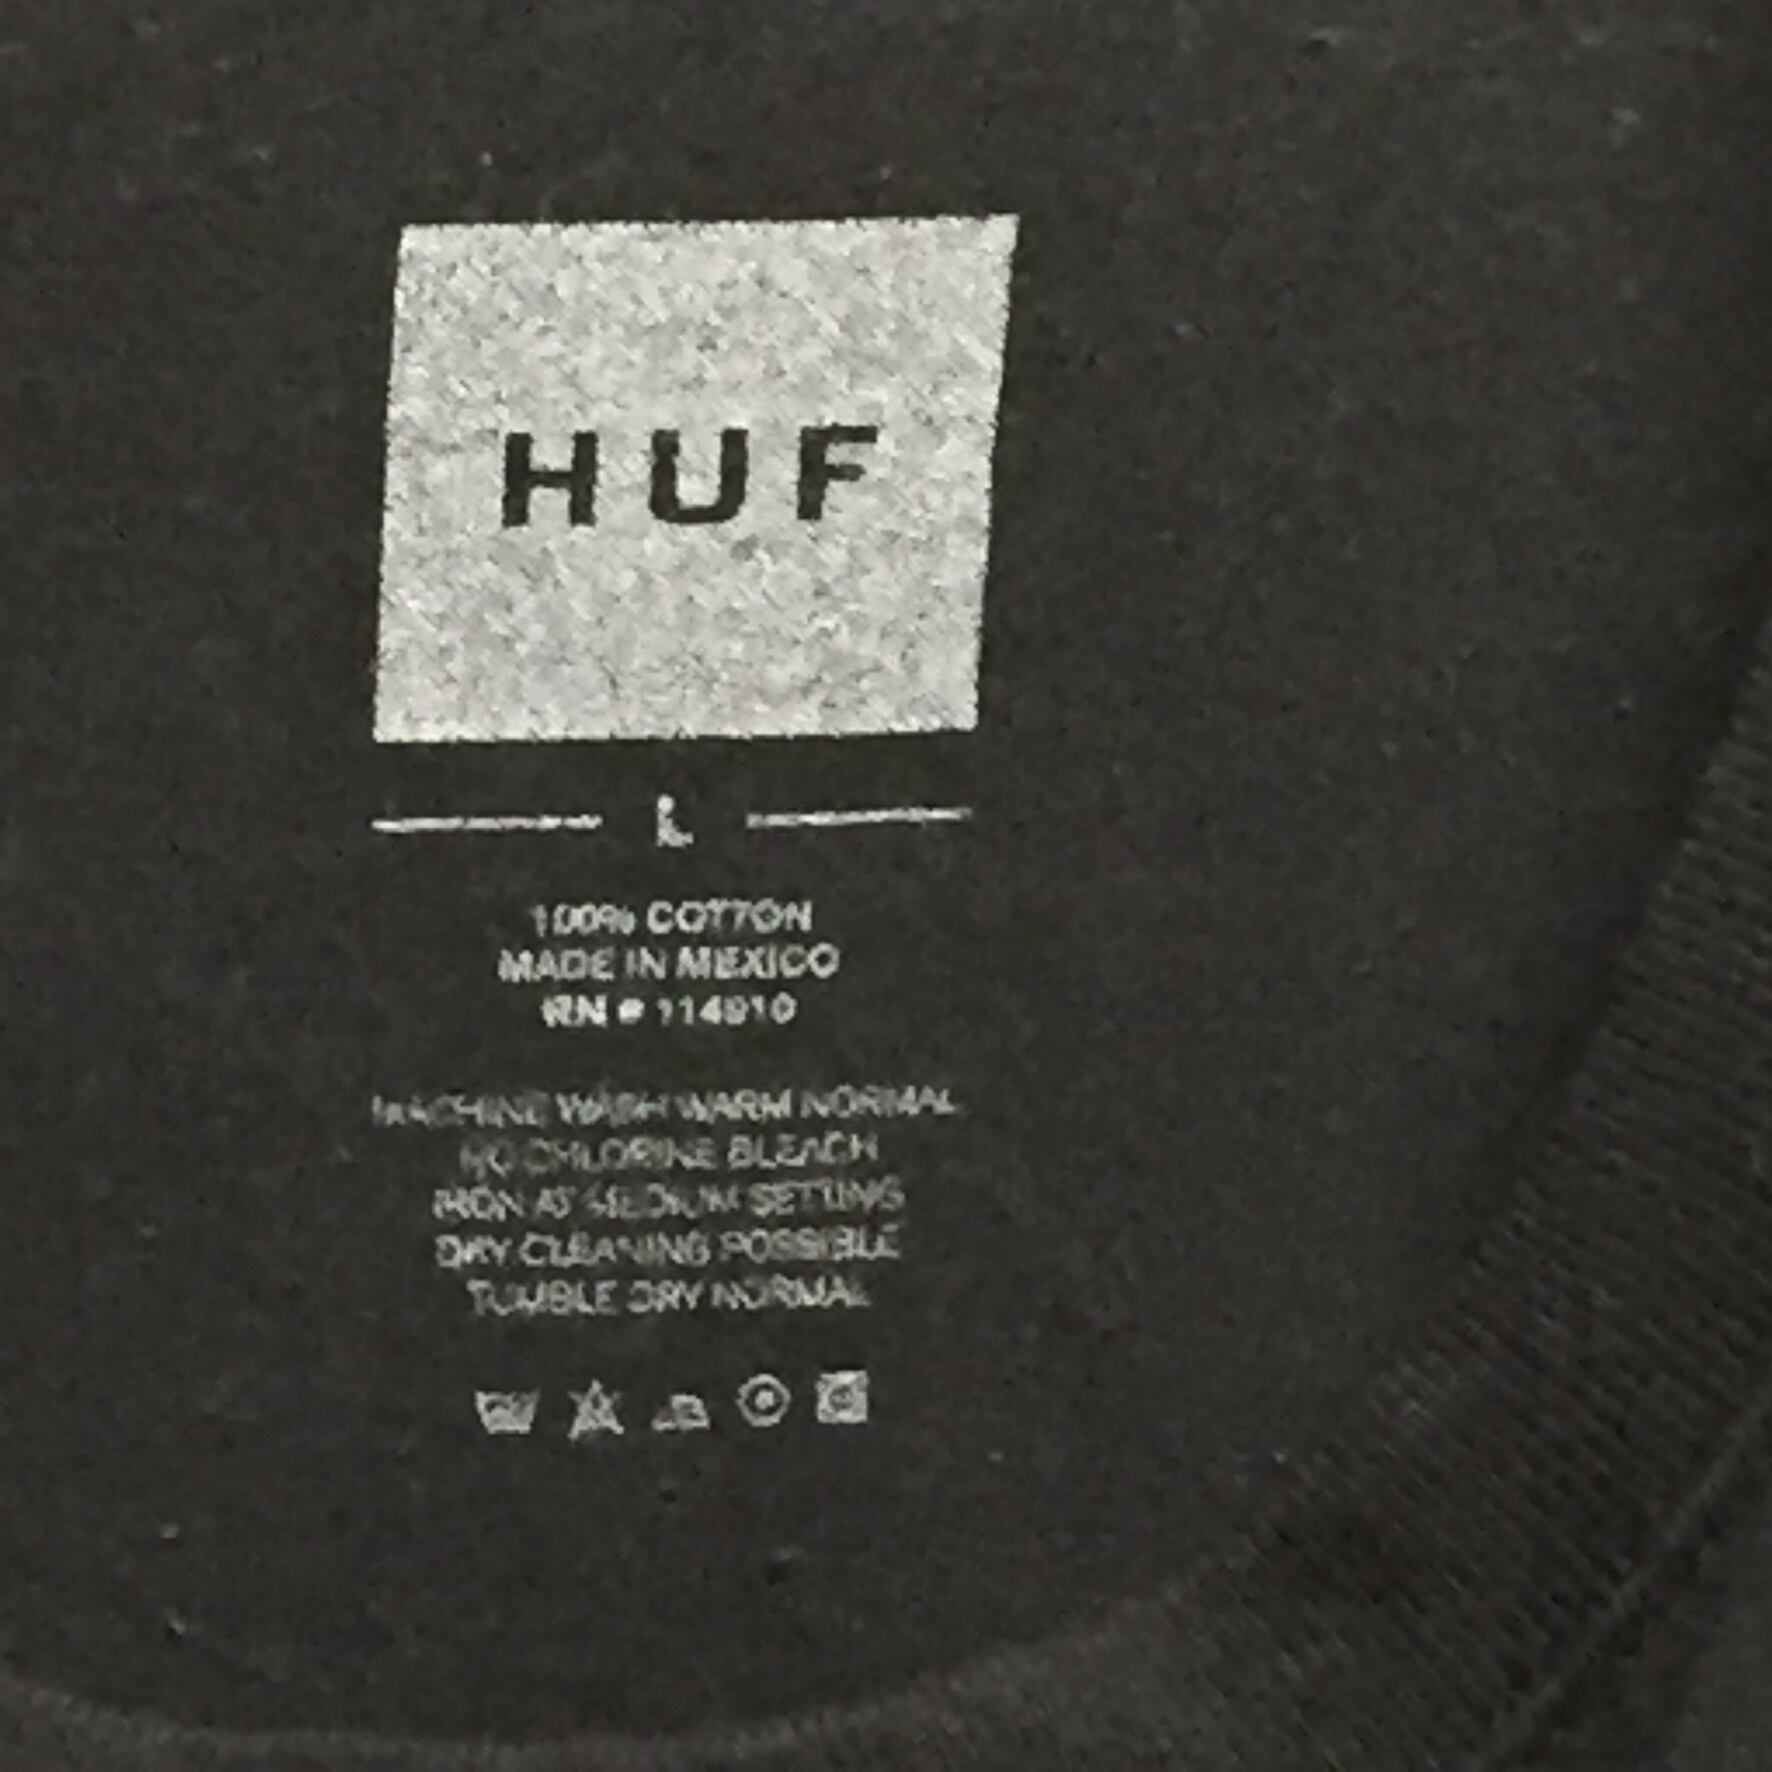 HUF
L
100% COTTON
MADE IN MEXICO
RN # 114910
MACHINE WASH WARM NORMAL
NO CHLORINE BLEACH
IRON AT MEDIUM SETTING
DRY CLEANING POSSIBLE
TUMBLE DRY NORMAL